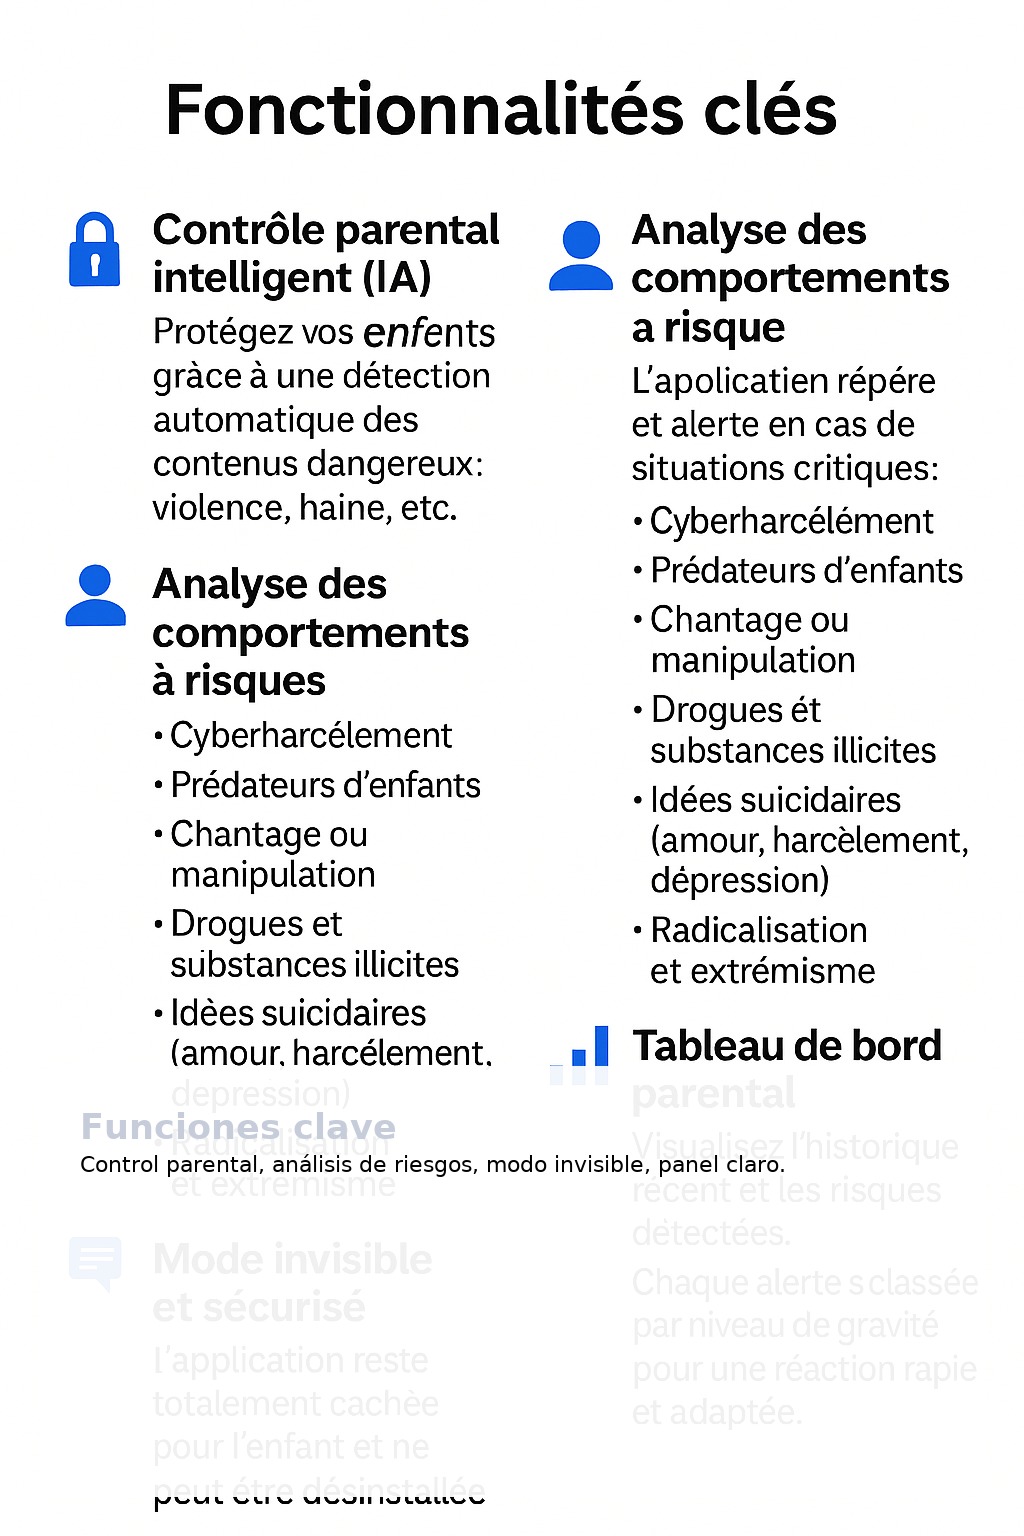 Fonctionnalités clés
Contrôle parental
intelligent (IA)
Protégez vos enfents
gràce à une détection
automatique des
contenus dangereux:
violence, haine, etc.
Analyse des
comportements
à risques
• Cyberharcélement
• Prédateurs d'enfants
• Chantage ou
manipulation
• Drogues et
substances illicites
• Idèes suicidaires
(amour, harcélement,
depression)
• Radicalisation
et extrémisme
Mode invisible
et sécurisé
L'application reste
totalement cachèe
pour l'enfant et ne
peut étre désinstallée
Analyse des
comportements
a risque
L'apolicatien répére
et alerte en cas de
situations critiques:
• Cyberharcélément
• Prédateurs d'enfants
• Chantage ou
manipulation
• Drogues ét
substances illicites
• Idées suicidaires
(amour, harcèlement,
dépression)
• Radicalisation
et extrémisme
Tableau de bord
parental
Visualisez l'historique
récent et les risques
détectées.
Chaque alerte s classée
par niveau de gravité
pour une réaction rapie
et adaptée.
Funciones clave
Control parental, análisis de riesgos, modo invisible, panel claro.